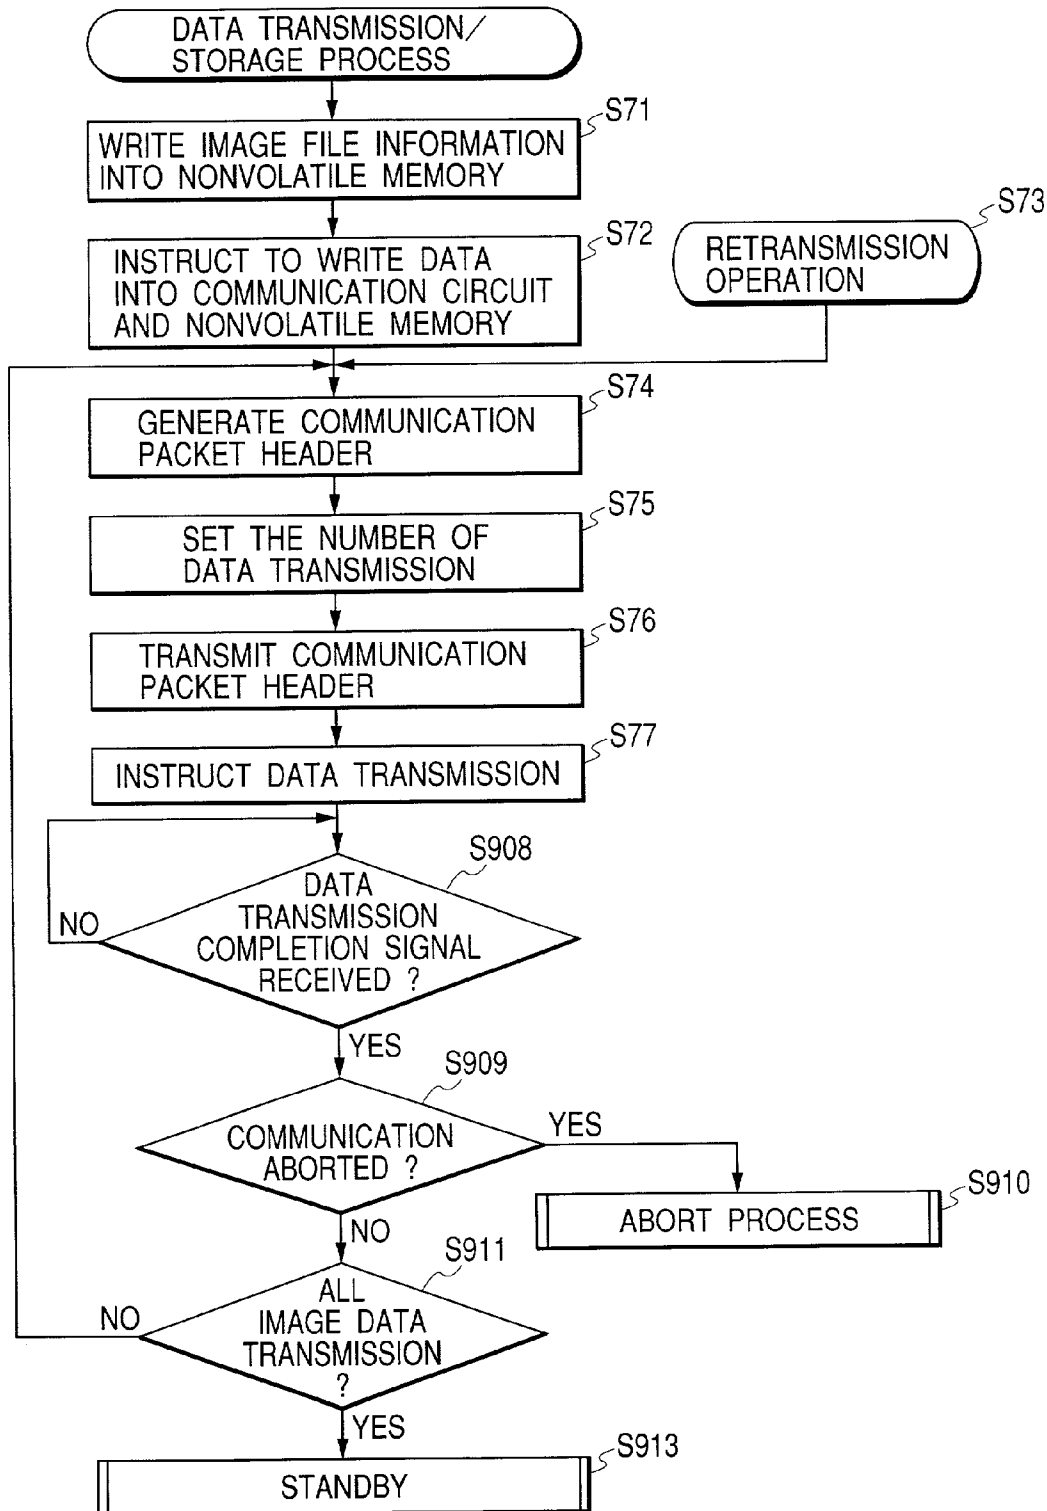 DATA TRANSMISSION/
STORAGE PROCESS
S71
WRITE IMAGE FILE INFORMATION
INTO NONVOLATILE MEMORY
S72
INSTRUCT TO WRITE DATA
INTO COMMUNICATION CIRCUIT
AND NONVOLATILE MEMORY
S73
RETRANSMISSION
OPERATION
S74
GENERATE COMMUNICATION
PACKET HEADER
S75
SET THE NUMBER OF
DATA TRANSMISSION
S76
TRANSMIT COMMUNICATION
PACKET HEADER
S77
INSTRUCT DATA TRANSMISSION
S908
DATA
TRANSMISSION
COMPLETION SIGNAL
RECEIVED ?
NO
YES
S909
COMMUNICATION
ABORTED ?
YES
S910
ABORT PROCESS
NO
S911
ALL
IMAGE DATA
TRANSMISSION
?
NO
YES
S913
STANDBY